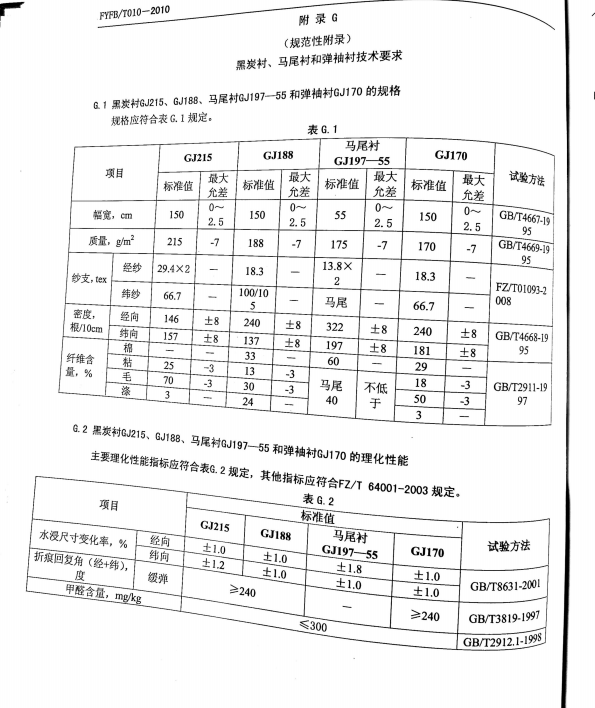 FYFB/T010—2010
附 录 G
（规范性附录）
黑炭衬、马尾衬和弹袖衬技术要求
G.1 黑炭衬GJ215、GJ188、马尾衬GJ197—55 和弹袖衬GJ170 的规格
规格应符合表 G.1 规定。
表 G.1
项目 GJ215 GJ188 马尾衬 GJ197—55 GJ170 试验方法
标准值 最大允差 标准值 最大允差 标准值 最大允差 标准值 最大允差
幅宽，cm 150 0～2.5 150 0～2.5 55 0～2.5 150 0～2.5 GB/T4667-1995
质量，g/m² 215 -7 188 -7 175 -7 170 -7 GB/T4669-1995
纱支，tex 经纱 29.4×2 — 18.3 — 13.8×2 — 18.3 — FZ/T01093-2008
纬纱 66.7 — 100/105 — 马尾 — 66.7 —
密度，根/10cm 经向 146 ±8 240 ±8 322 ±8 240 ±8 GB/T4668-1995
纬向 157 ±8 137 ±8 197 ±8 181 ±8
纤维含量，% 棉 — — 33 — 60 — 29 — GB/T2911-1997
粘 25 -3 13 -3 马尾40 不低于 18 -3
毛 70 -3 30 -3 50 -3
涤 3 — 24 — 3 —
G.2 黑炭衬GJ215、GJ188、马尾衬GJ197—55 和弹袖衬GJ170 的理化性能
主要理化性能指标应符合表G.2 规定，其他指标应符合FZ/T 64001-2003 规定。
表 G.2
项目 标准值 试验方法
GJ215 GJ188 马尾衬 GJ197—55 GJ170
水浸尺寸变化率，% 经向 ±1.0 ±1.0 ±1.8 ±1.0 GB/T8631-2001
纬向 ±1.2 ±1.0 ±1.0 ±1.0
折痕回复角（经+纬），度 缓弹 ≥240 — ≥240 GB/T3819-1997
甲醛含量，mg/kg ≤300 GB/T2912.1-1998